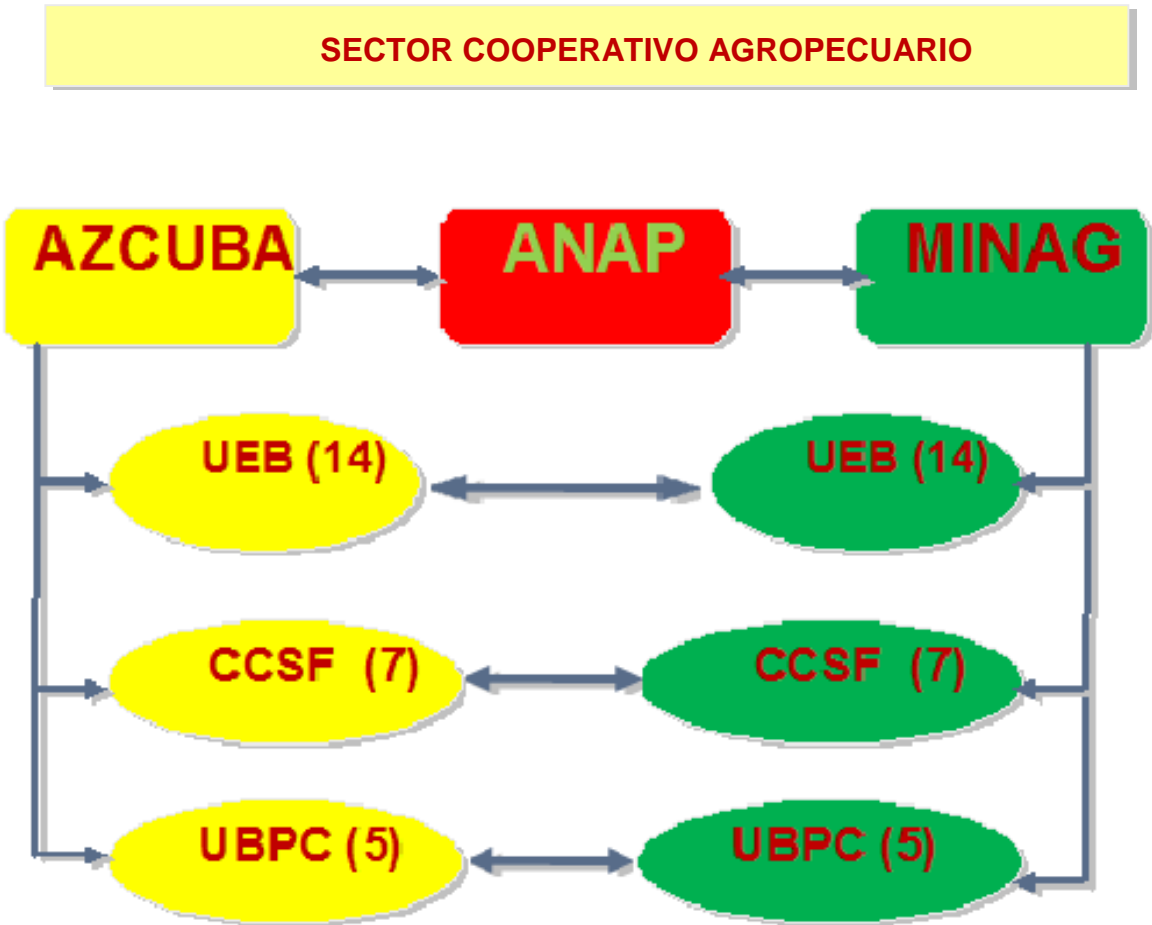 SECTOR COOPERATIVO AGROPECUARIO
AZCUBA ANAP MINAG
UEB (14) UEB (14)
CCSF (7) CCSF (7)
UBPC (5) UBPC (5)